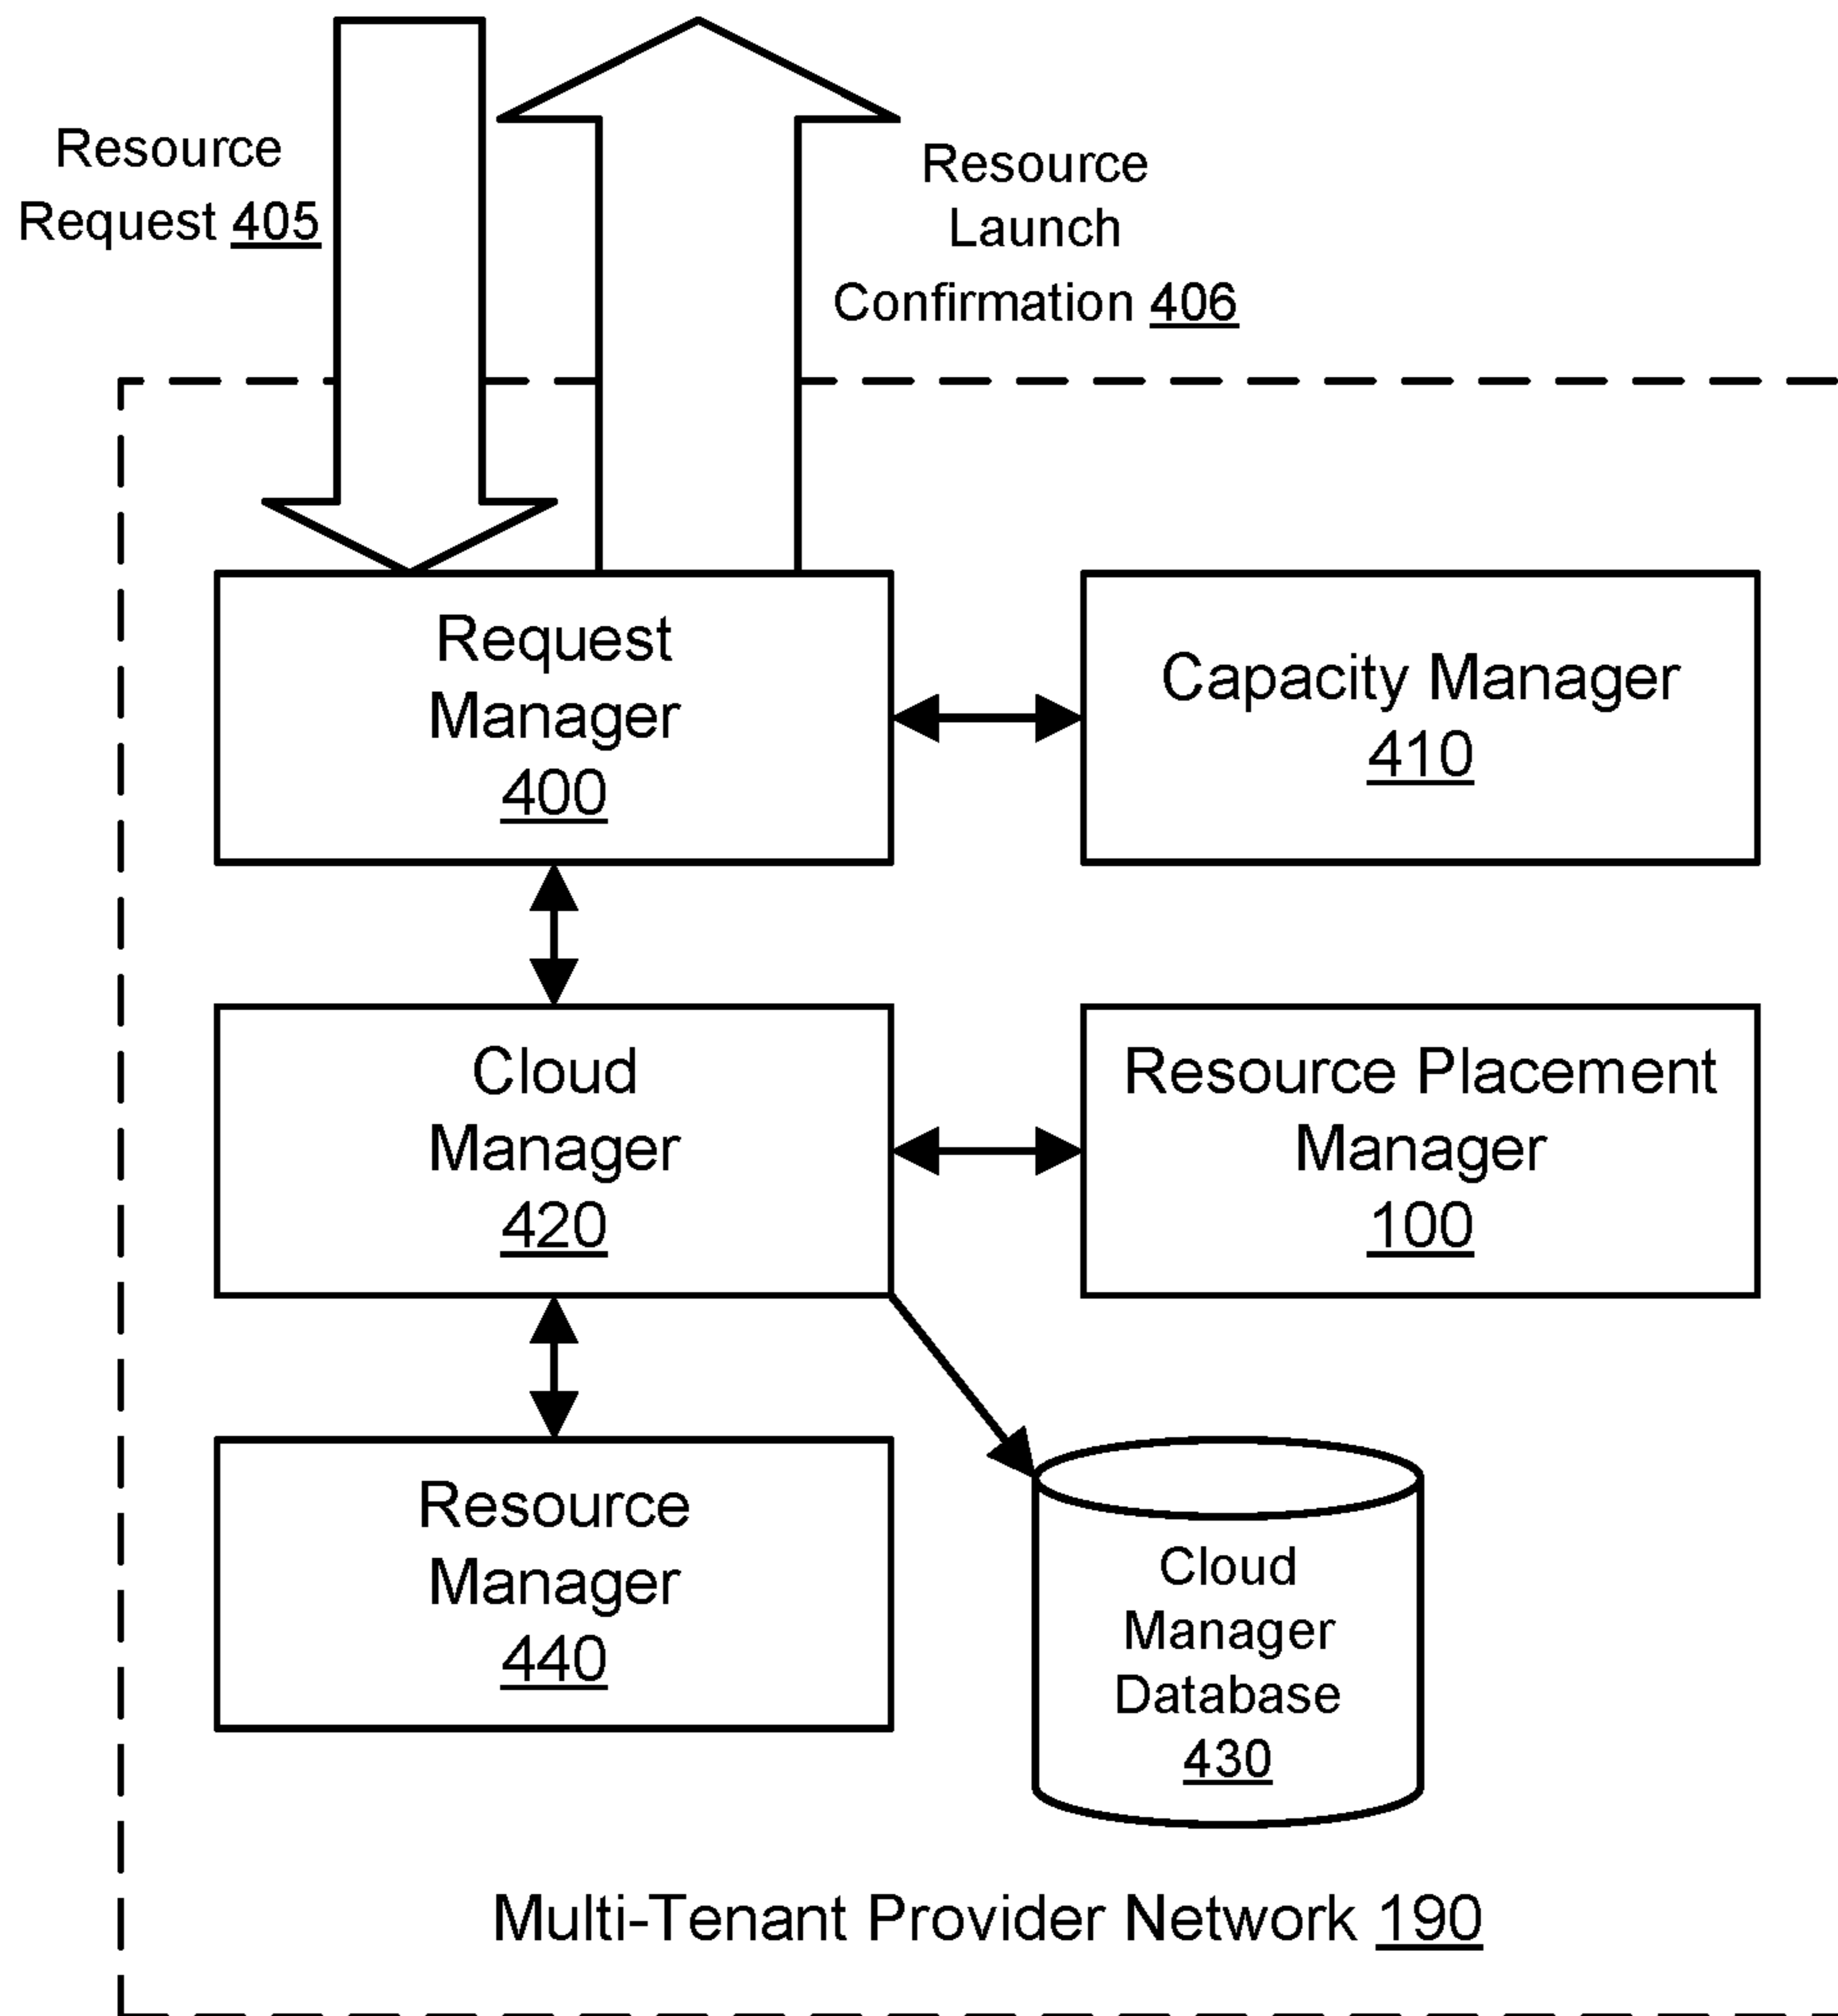 Resource
Request 405
Resource
Launch
Confirmation 406
Request
Manager
400
Capacity Manager
410
Cloud
Manager
420
Resource Placement
Manager
100
Resource
Manager
440
Cloud
Manager
Database
430
Multi-Tenant Provider Network 190